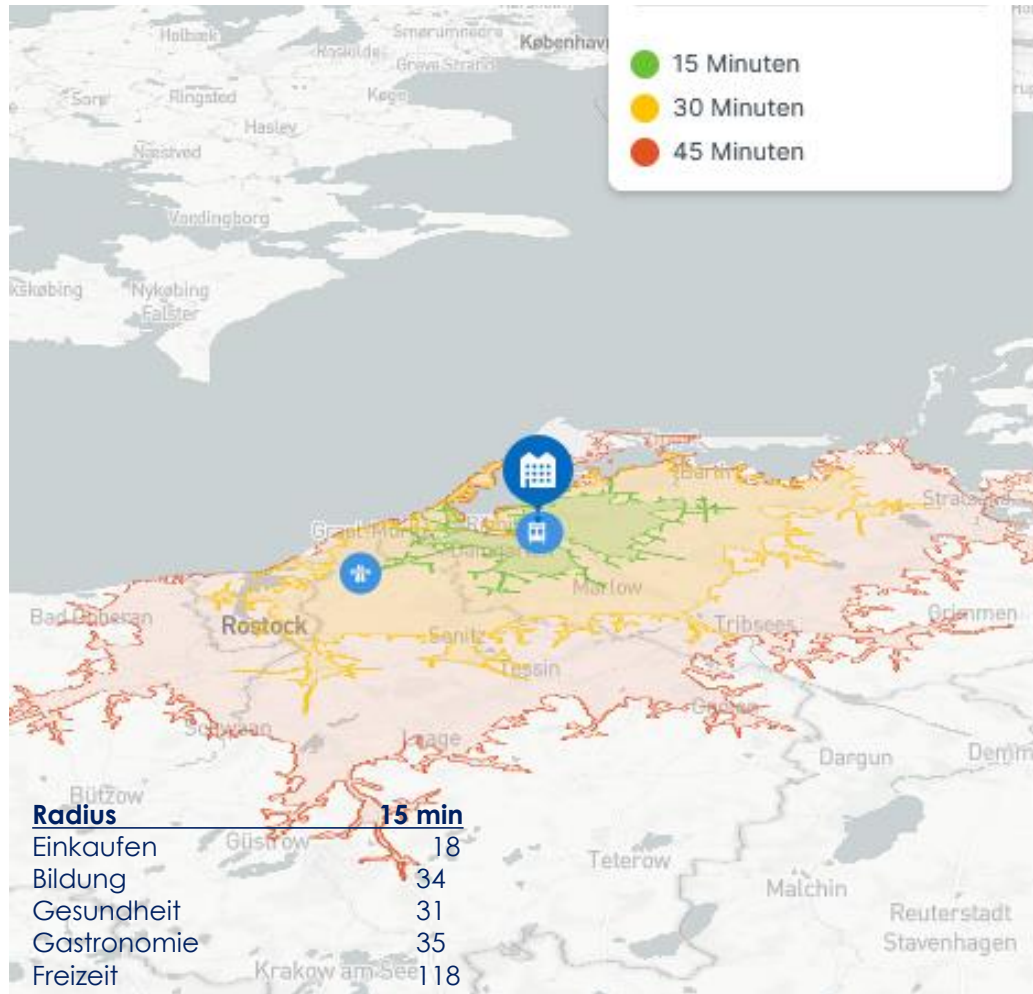 Holbæk
Roskilde
Smørumnedre
København
Greve Strand
15 Minuten
Sorø
Ringsted
Køge
30 Minuten
Haslev
Næstved
45 Minuten
Vordingborg
Nykøbing
Falster
Barth
Stralsund
Graal-Müritz
Marlow
Bad Doberan
Rostock
Sanitz
Tribsees
Grimmen
Tessin
Gnoien
Schwaan
Laage
Dargun
Bützow
Radius 15 min
Einkaufen 18
Güstrow
Teterow
Bildung 34
Malchin
Gesundheit 31
Reuterstadt
Stavenhagen
Gastronomie 35
Freizeit 118
Krakow am See